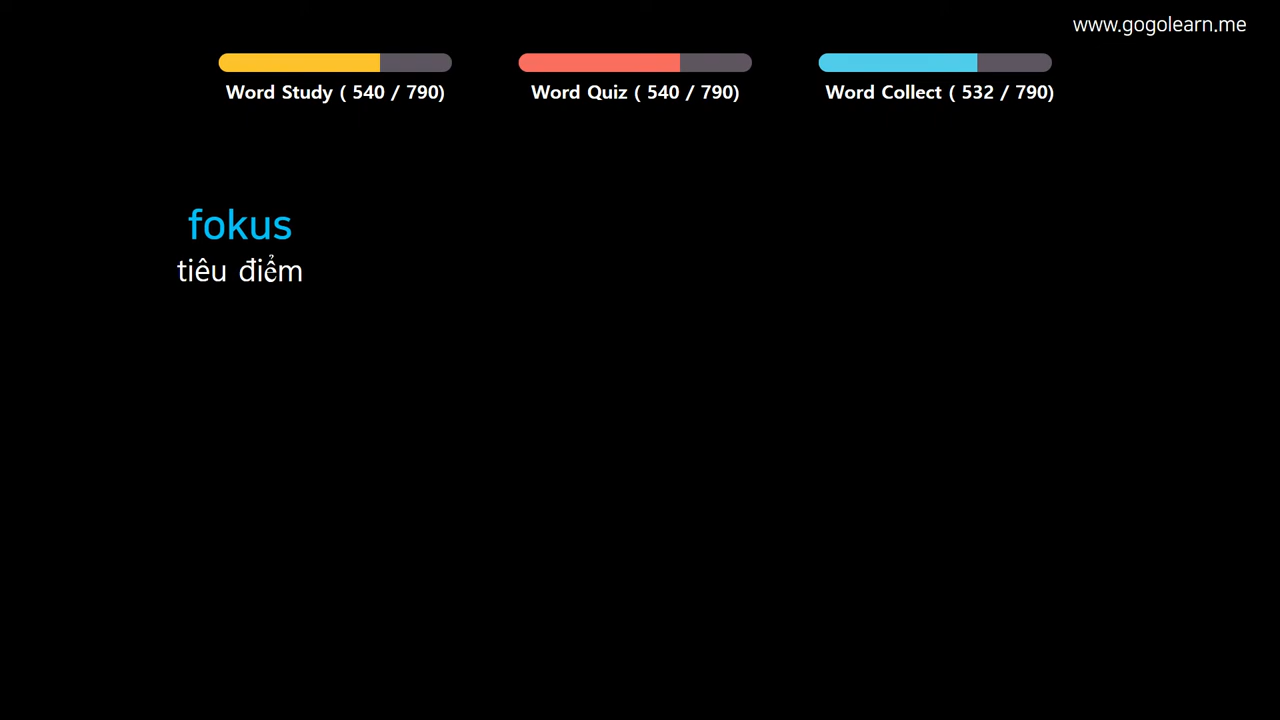 www.gogolearn.me
Word Study ( 540 / 790)
Word Quiz ( 540 / 790)
Word Collect ( 532 / 790)
fokus
tiêu điểm